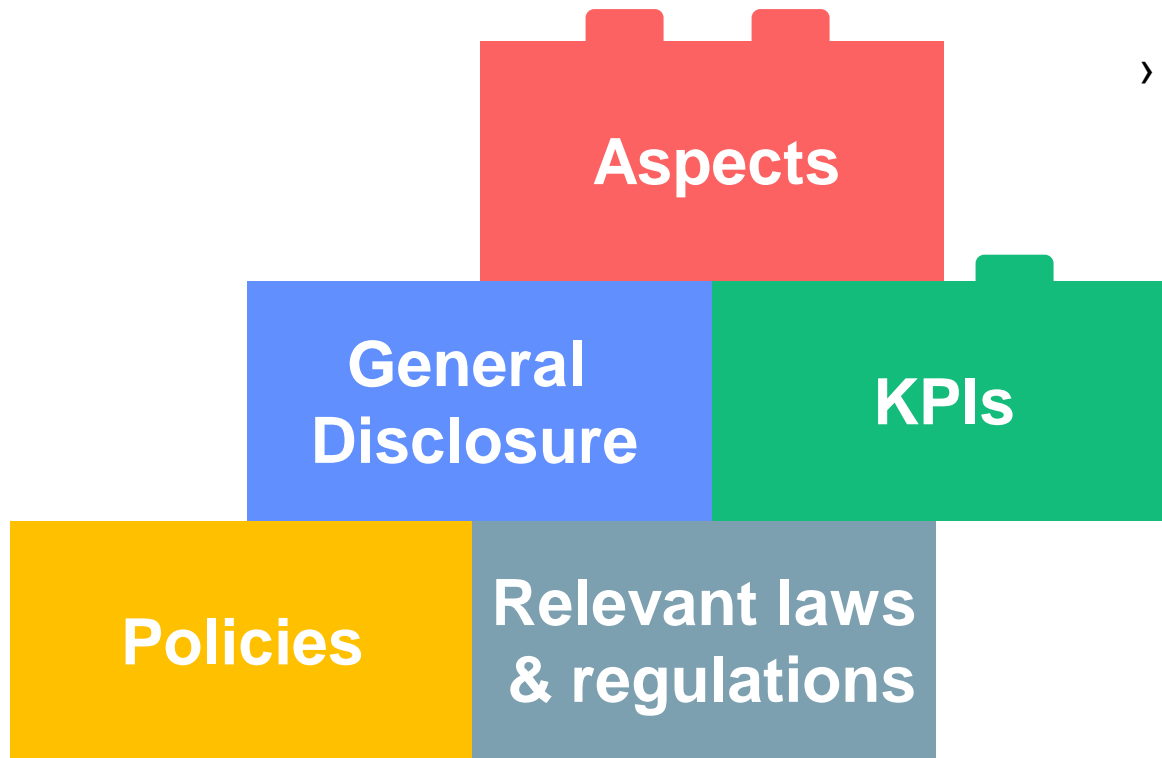 ❯
Aspects
General
Disclosure
KPIs
Policies
Relevant laws
& regulations